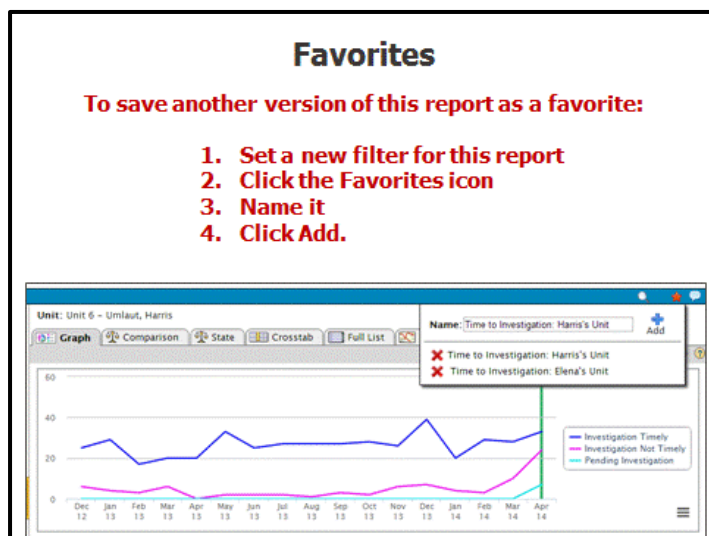 Favorites
To save another version of this report as a favorite:
1. Set a new filter for this report
2. Click the Favorites icon
3. Name it
4. Click Add.
Unit: Unit 6 – Umlaut, Harris
Name: Time to Investigation: Harris's Unit
Add
Graph Comparison State Crosstab Full List
Time to Investigation: Harris's Unit
Time to Investigation: Elena's Unit
60
40
20
0
Investigation Timely
Investigation Not Timely
Pending Investigation
Dec Jan Feb Mar Apr May Jun Jul Aug Sep Oct Nov Dec Jan Feb Mar Apr
12 13 13 13 13 13 13 13 13 13 13 13 13 14 14 14 14